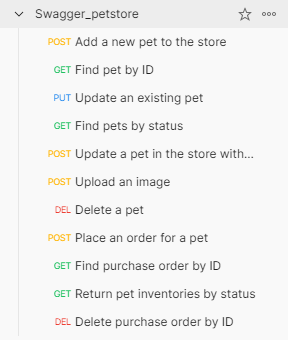 Swagger_petstore
POST Add a new pet to the store
GET Find pet by ID
PUT Update an existing pet
GET Find pets by status
POST Update a pet in the store with...
POST Upload an image
DEL Delete a pet
POST Place an order for a pet
GET Find purchase order by ID
GET Return pet inventories by status
DEL Delete purchase order by ID